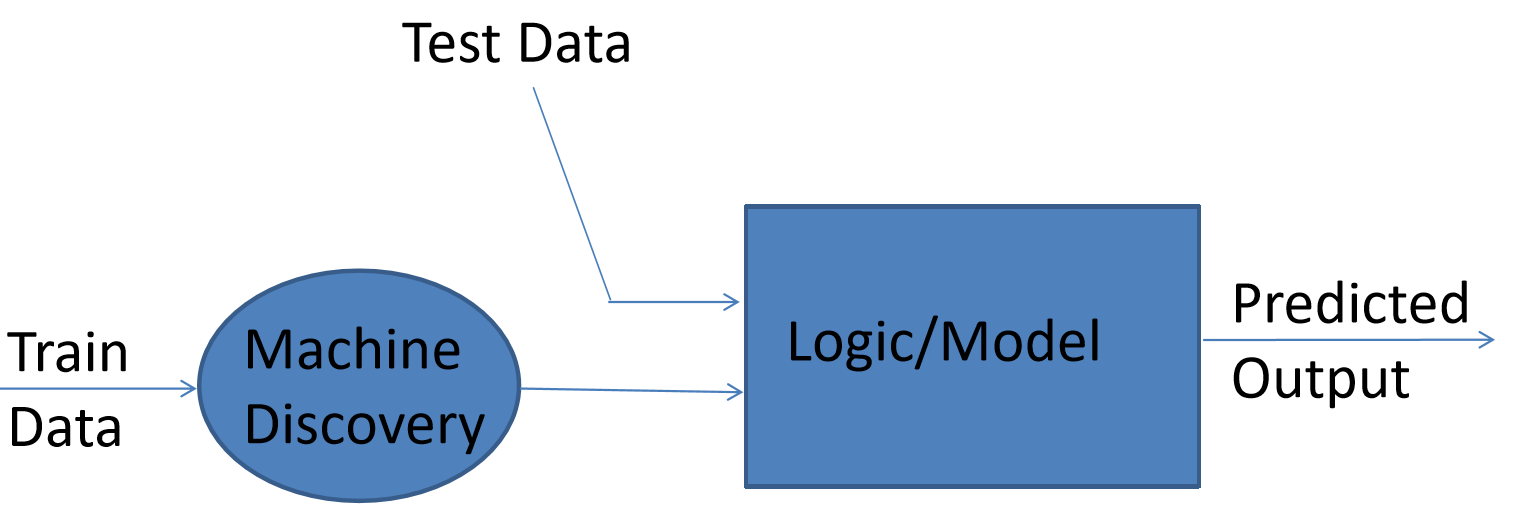 Test Data
Train
Data
Machine
Discovery
Logic/Model
Predicted
Output